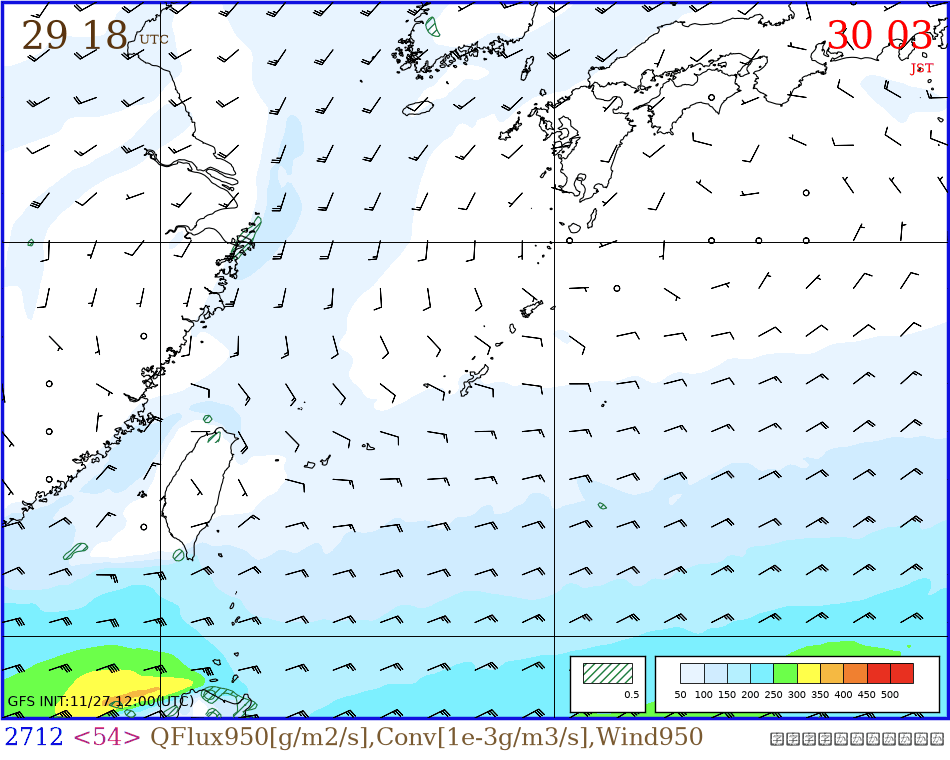 29 18 UTC
30 03
JST
0.5
50 100 150 200 250 300 350 400 450 500
GFS INIT:11/27 12:00(UTC)
2712 <54> QFlux950[g/m2/s],Conv[1e-3g/m3/s],Wind950